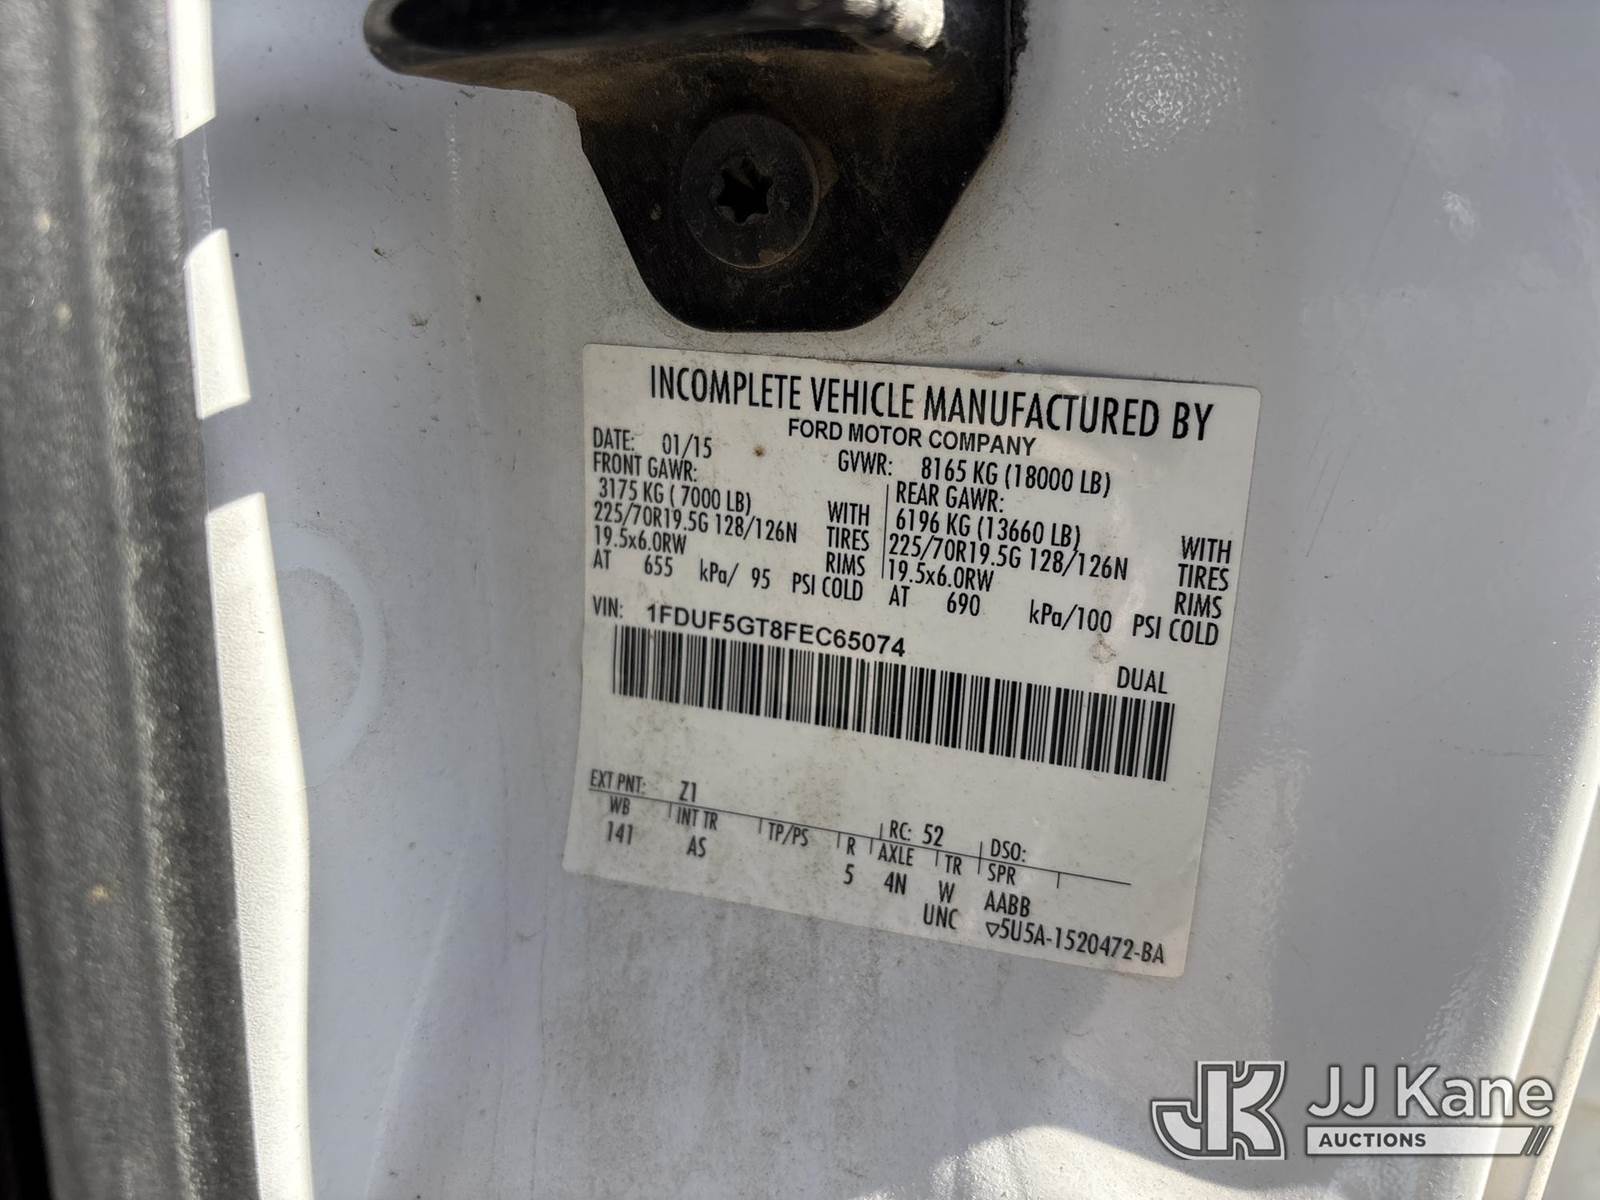 INCOMPLETE VEHICLE MANUFACTURED BY
FORD MOTOR COMPANY
DATE: 01/15 GVWR: 8165 KG (18000 LB)
FRONT GAWR: REAR GAWR:
3175 KG ( 7000 LB) WITH 6196 KG (13660 LB) WITH
225/70R19.5G 128/126N TIRES 225/70R19.5G 128/126N TIRES
19.5x6.0RW RIMS 19.5x6.0RW RIMS
AT 655 kPa/ 95 PSI COLD AT 690 kPa/100 PSI COLD
VIN: 1FDUF5GT8FEC65074
DUAL
EXT PNT: Z1 RC: 52 DSO:
WB INT TR TP/PS R AXLE TR SPR
141 AS 5 4N W AABB
UNC ▽5U5A-1520472-BA
JK JJ Kane
AUCTIONS